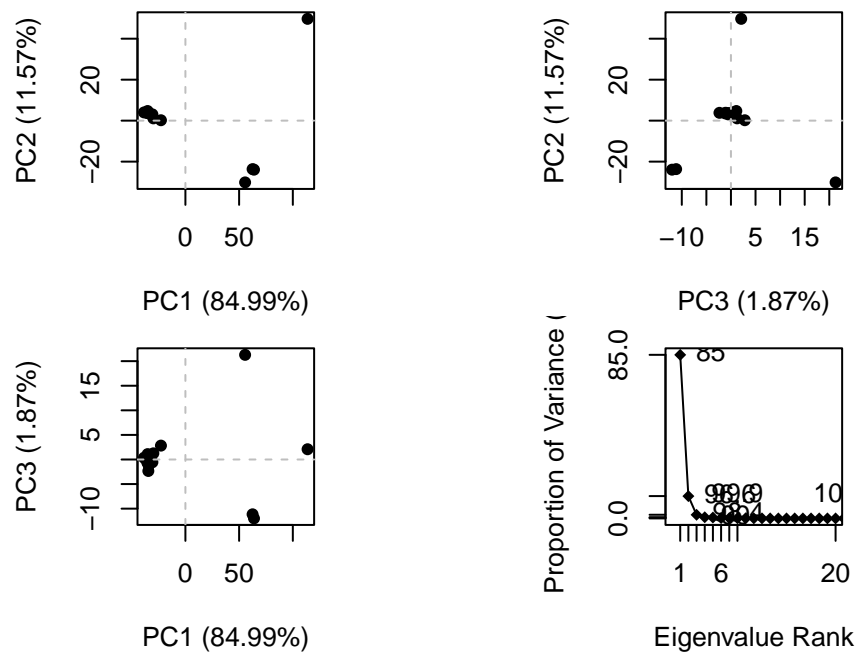 PC2 (11.57%)
20
−20
0 50
PC1 (84.99%)
PC2 (11.57%)
20
−20
−10 5 15
PC3 (1.87%)
PC3 (1.87%)
15
5
−10
0 50
PC1 (84.99%)
Proportion of Variance (
85.0
0.0
85
10
1 6 20
Eigenvalue Rank